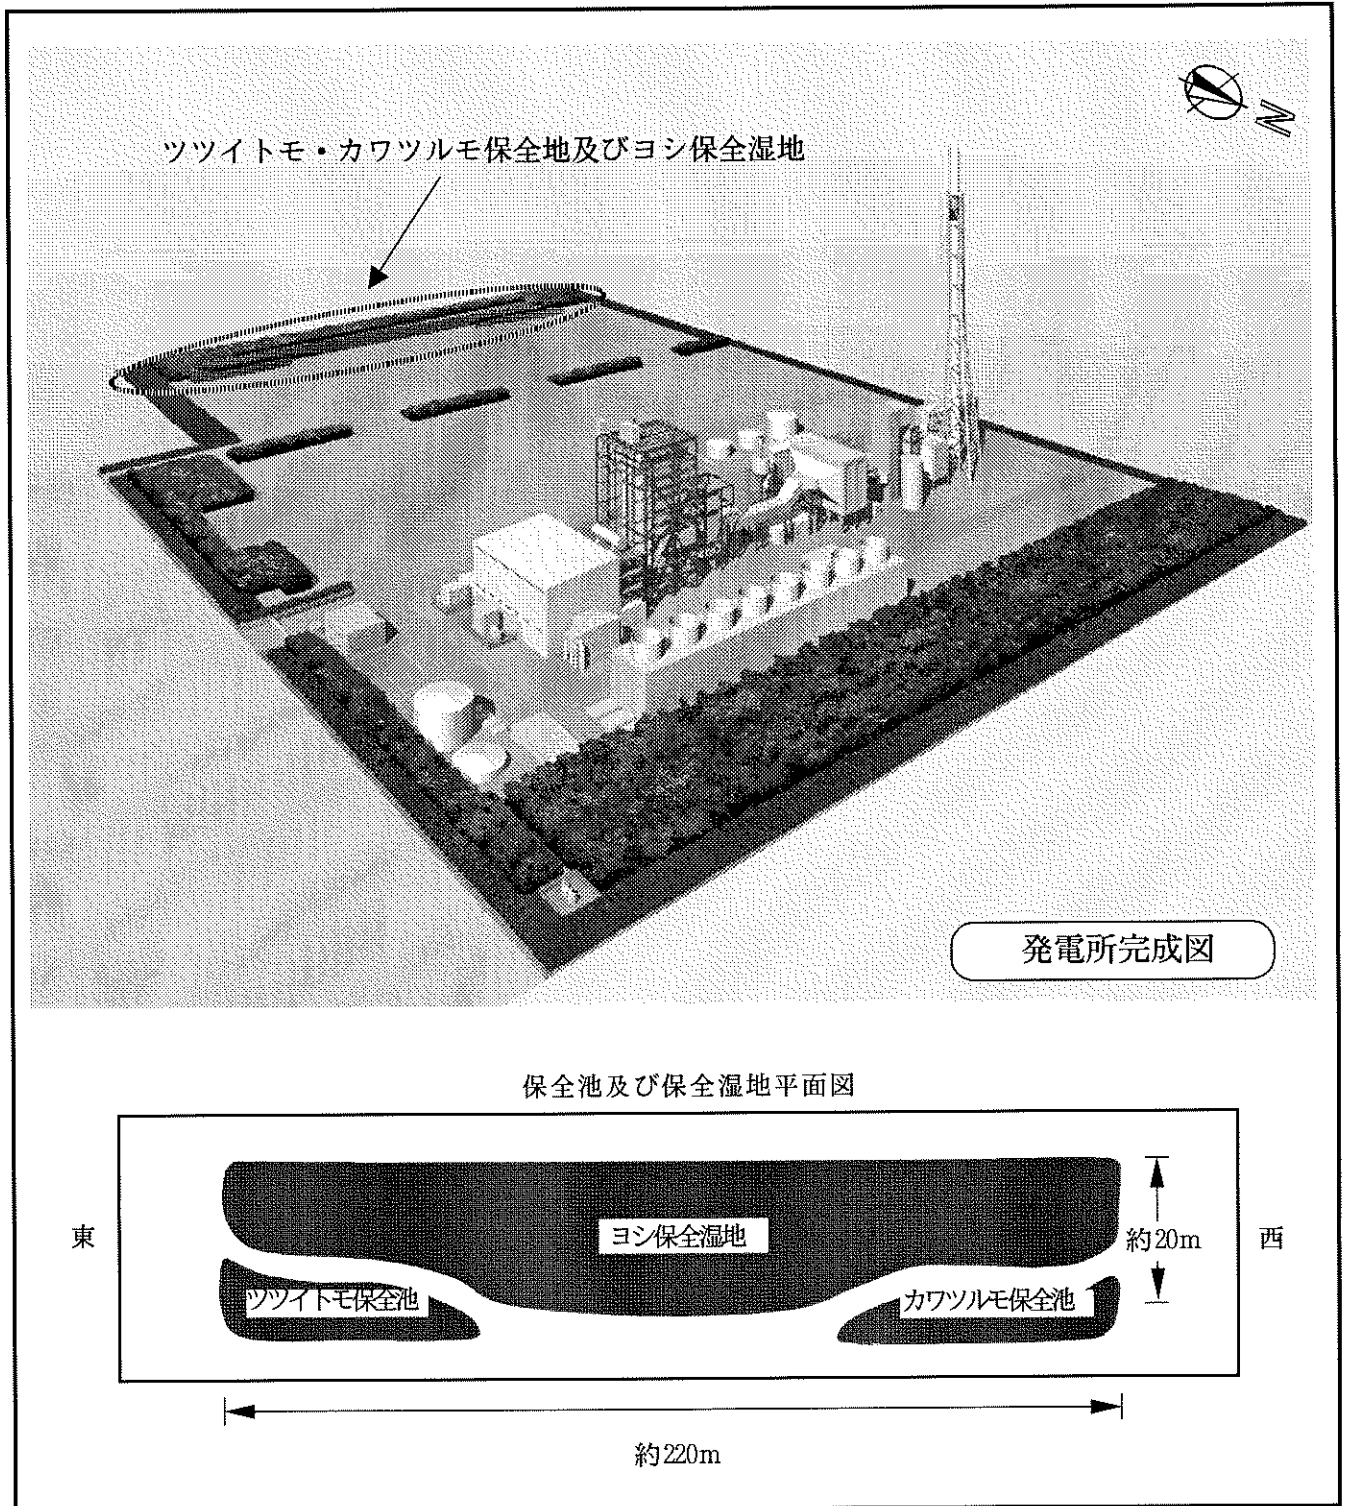 N
ツツイトモ・カワツルモ保全地及びヨシ保全湿地
発電所完成図
保全池及び保全湿地平面図
東
ヨシ保全湿地
約20m
西
ツツイトモ保全池
カワツルモ保全池
約220m